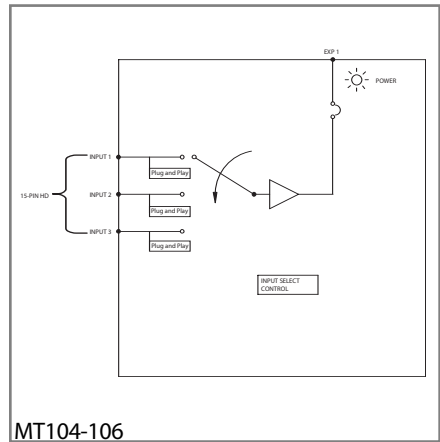 EXP 1
POWER
INPUT 1
Plug and Play
15-PIN HD
INPUT 2
Plug and Play
INPUT 3
Plug and Play
INPUT SELECT
CONTROL
MT104-106